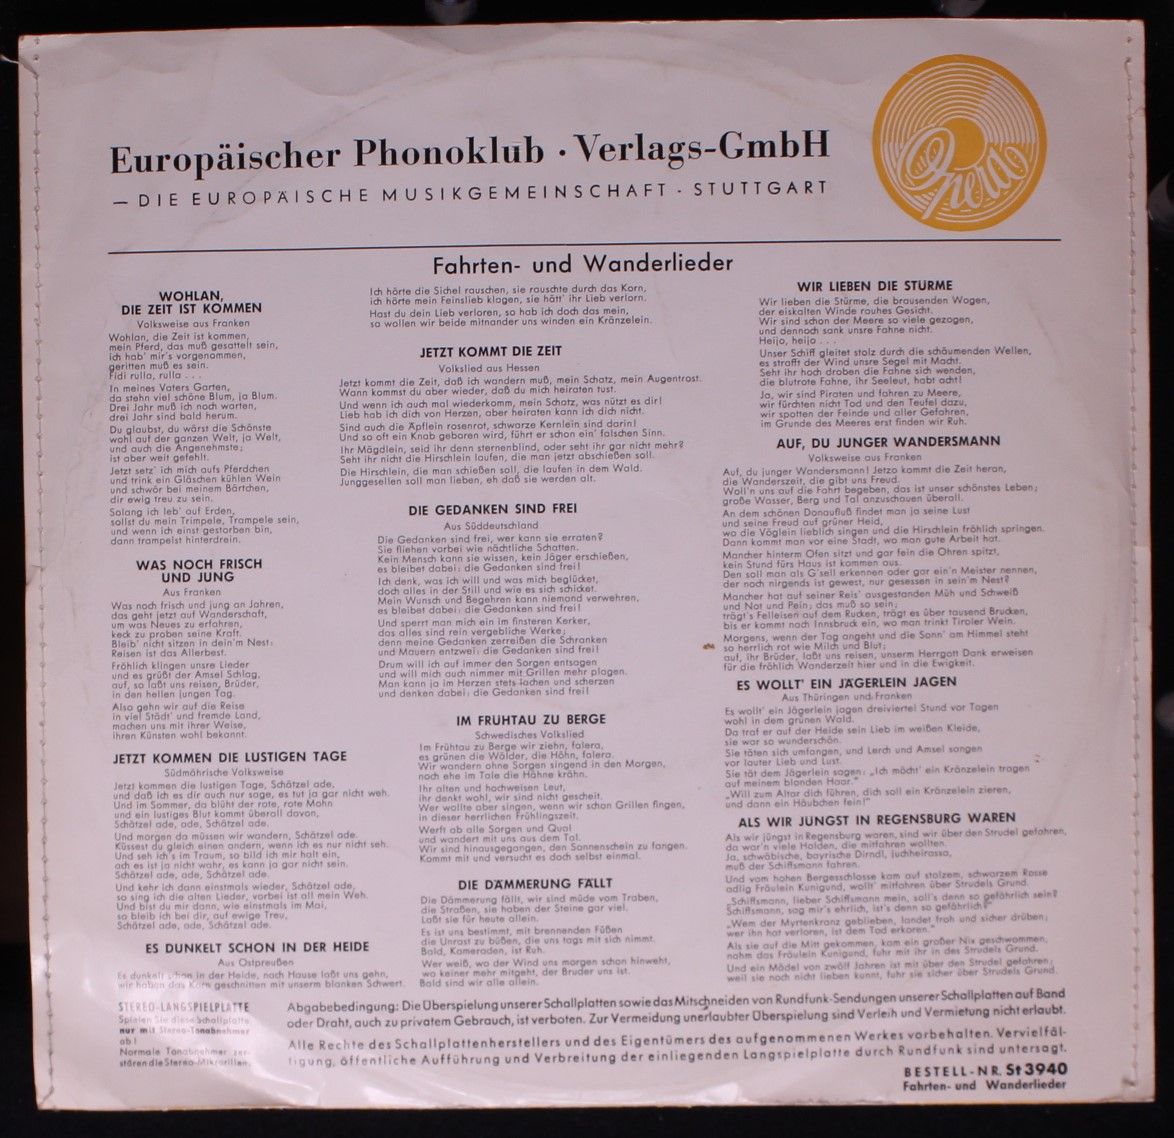 Europäischer Phonoklub · Verlags-GmbH
— DIE EUROPÄISCHE MUSIKGEMEINSCHAFT · STUTTGART
Opera
Fahrten- und Wanderlieder
WOHLAN,
DIE ZEIT IST KOMMEN
Volksweise aus Franken
Wohlan, die Zeit ist kommen,
mein Pferd, das muß gesattelt sein,
ich hab' mir's vorgenommen,
geritten muß es sein.
Fidi rulla, rulla . . .
In meines Vaters Garten,
da stehn viel schöne Blum, ja Blum.
Drei Jahr muß ich noch warten,
drei Jahr sind bald herum.
Du glaubst, du wärst die Schönste
wohl auf der ganzen Welt, ja Welt,
und auch die Angenehmste;
ist aber weit gefehlt.
Jetzt setz' ich mich aufs Pferdchen
und trink ein Gläschen kühlen Wein
und schwör bei meinem Bärtchen,
dir ewig treu zu sein.
Solang ich leb' auf Erden,
sollst du mein Trimpele, Trampele sein,
und wenn ich einst gestorben bin,
dann trampelst hinterdrein.
WAS NOCH FRISCH
UND JUNG
Aus Franken
Was noch frisch und jung an Jahren,
das geht jetzt auf Wanderschaft,
um was Neues zu erfahren,
keck zu proben seine Kraft.
Bleib' nicht sitzen in dein'm Nest:
Reisen ist das Allerbest.
Fröhlich klingen unsre Lieder
und es grüßt der Amsel Schlag,
auf, so laßt uns reisen, Brüder,
in den hellen jungen Tag.
Also gehn wir auf die Reise
in viel Städt' und fremde Land,
machen uns mit ihrer Weise,
ihren Künsten wohl bekannt.
JETZT KOMMEN DIE LUSTIGEN TAGE
Südmährische Volksweise
Jetzt kommen die lustigen Tage, Schätzel ade,
und daß ich es dir auch nur sage, es tut ja gar nicht weh.
Und im Sommer, da blüht der rote, rote Mohn
und ein lustiges Blut kommt überall davon,
Schätzel ade, ade, Schätzel ade.
Und morgen da müssen wir wandern, Schätzel ade.
Küssest du gleich einen andern, wenn ich es nur nicht seh.
Und seh ich's im Traum, so bild ich mir halt ein,
ach es ist ja nicht wahr, es kann ja gar nicht sein.
Schätzel ade, ade, Schätzel ade.
Und kehr ich dann einstmals wieder, Schätzel ade,
so sing ich die alten Lieder, vorbei ist all mein Weh.
Und bist du mir dann, wie einstmals im Mai,
so bleib ich bei dir, auf ewige Treu,
Schätzel ade, ade, Schätzel ade.
ES DUNKELT SCHON IN DER HEIDE
Aus Ostpreußen
Es dunkelt schon in der Heide, nach Hause laßt uns gehn,
wir haben das Korn geschnitten mit unserm blanken Schwert.
Ich hörte die Sichel rauschen, sie rauschte durch das Korn,
ich hörte mein Feinslieb klagen, sie hätt' ihr Lieb verlorn.
Hast du dein Lieb verloren, so hab ich doch das mein,
so wollen wir beide mitnander uns winden ein Kränzelein.
JETZT KOMMT DIE ZEIT
Volkslied aus Hessen
Jetzt kommt die Zeit, daß ich wandern muß, mein Schatz, mein Augentrost.
Wann kommst du aber wieder, daß du mich heiraten tust.
Und wenn ich auch mal wiederkomm, mein Schatz, was nützt es dir!
Lieb hab ich dich von Herzen, aber heiraten kann ich dich nicht.
Sind auch die Äpflein rosenrot, schwarze Kernlein sind darin!
Und so oft ein Knab geboren wird, führt er schon ein' falschen Sinn.
Ihr Mägdlein, seid ihr denn sternenblind, oder seht ihr gar nicht mehr?
Seht ihr nicht die Hirschlein laufen, die man jetzt abschießen soll.
Die Hirschlein, die man schießen soll, die laufen in dem Wald.
Junggesellen soll man lieben, eh daß sie werden alt.
DIE GEDANKEN SIND FREI
Aus Süddeutschland
Die Gedanken sind frei, wer kann sie erraten?
Sie fliehen vorbei wie nächtliche Schatten.
Kein Mensch kann sie wissen, kein Jäger erschießen,
es bleibet dabei: die Gedanken sind frei!
Ich denk, was ich will und was mich beglücket,
doch alles in der Still und wie es sich schicket.
Mein Wunsch und Begehren kann niemand verwehren,
es bleibet dabei: die Gedanken sind frei!
Und sperrt man mich ein im finsteren Kerker,
das alles sind rein vergebliche Werke;
denn meine Gedanken zerreißen die Schranken
und Mauern entzwei: die Gedanken sind frei!
Drum will ich auf immer den Sorgen entsagen
und will mich auch nimmer mit Grillen mehr plagen.
Man kann ja im Herzen stets lachen und scherzen
und denken dabei: die Gedanken sind frei!
IM FRÜHTAU ZU BERGE
Schwedisches Volkslied
Im Frühtau zu Berge wir ziehn, falera,
es grünen die Wälder, die Höhn, falera.
Wir wandern ohne Sorgen singend in den Morgen,
noch ehe im Tale die Hähne krähn.
Ihr alten und hochweisen Leut,
ihr denkt wohl, wir sind nicht gescheit.
Wer wollte aber singen, wenn wir schon Grillen fingen,
in dieser herrlichen Frühlingszeit.
Werft ab alle Sorgen und Qual
und wandert mit uns aus dem Tal.
Wir sind hinausgegangen, den Sonnenschein zu fangen.
Kommt mit und versucht es doch selbst einmal.
DIE DÄMMERUNG FÄLLT
Die Dämmerung fällt, wir sind müde vom Traben,
die Straßen, sie haben der Steine gar viel.
Laßt sie für heute allein.
Es ist uns bestimmt, mit brennenden Füßen
die Unrast zu büßen, die uns tags mit sich nimmt.
Bald, Kameraden, ist Ruh.
Wer weiß, wo der Wind uns morgen schon hinweht,
wo keiner mehr mitgeht, der Bruder uns ist.
Bald sind wir alle allein.
WIR LIEBEN DIE STÜRME
Wir lieben die Stürme, die brausenden Wogen,
der eiskalten Winde rauhes Gesicht.
Wir sind schon der Meere so viele gezogen,
und dennoch sank unsre Fahne nicht.
Heijo, heijo . . .
Unser Schiff gleitet stolz durch die schäumenden Wellen,
es strafft der Wind unsre Segel mit Macht.
Seht ihr hoch droben die Fahne sich wenden,
die blutrote Fahne, ihr Seeleut, habt acht!
Ja, wir sind Piraten und fahren zu Meere,
wir fürchten nicht Tod und den Teufel dazu,
wir spotten der Feinde und aller Gefahren,
im Grunde des Meeres erst finden wir Ruh.
AUF, DU JUNGER WANDERSMANN
Volksweise aus Franken
Auf, du junger Wandersmann! Jetzo kommt die Zeit heran,
die Wanderszeit, die gibt uns Freud.
Woll'n uns auf die Fahrt begeben, das ist unser schönstes Leben;
große Wasser, Berg und Tal anzuschauen überall.
An dem schönen Donaufluß findet man ja seine Lust
und seine Freud auf grüner Heid,
wo die Vöglein lieblich singen und die Hirschlein fröhlich springen.
Dann kommt man vor eine Stadt, wo man gute Arbeit hat.
Mancher hinterm Ofen sitzt und gar fein die Ohren spitzt,
kein Stund fürs Haus ist kommen aus.
Den soll man als G'sell erkennen oder gar ein'n Meister nennen,
der noch nirgends ist gewest, nur gesessen in sein'm Nest?
Mancher hat auf seiner Reis' ausgestanden Müh und Schweiß
und Not und Pein; das muß so sein;
trägt's Felleisen auf dem Rucken, trägt es über tausend Brucken,
bis er kommt nach Innsbruck ein, wo man trinkt Tiroler Wein.
Morgens, wenn der Tag angeht und die Sonn' am Himmel steht
so herrlich rot wie Milch und Blut;
auf, ihr Brüder, laßt uns reisen, unserm Herrgott Dank erweisen
für die fröhlich Wanderzeit hier und in die Ewigkeit.
ES WOLLT' EIN JÄGERLEIN JAGEN
Aus Thüringen und Franken
Es wollt' ein Jägerlein jagen dreiviertel Stund vor Tagen
wohl in dem grünen Wald.
Da traf er auf der Heide sein Lieb im weißen Kleide,
sie war so wunderschön.
Sie täten sich umfangen, und Lerch und Amsel sangen
vor lauter Lieb und Lust.
Sie tät dem Jägerlein sagen: „Ich möcht' ein Kränzelein tragen
auf meinem blonden Haar."
„Will zum Altar dich führen, dich soll ein Kränzelein zieren,
und dann ein Häubchen fein!"
ALS WIR JÜNGST IN REGENSBURG WAREN
Als wir jüngst in Regensburg waren, sind wir über den Strudel gefahren,
da war'n viele Holden, die mitfahren wollten.
Ja, schwäbische, bayrische Dirndl, juchheirassa,
muß der Schiffsmann fahren.
Und vom hohen Bergesschlosse kam auf stolzem, schwarzem Rosse
adlig Fräulein Kunigund, wollt' mitfahren über Strudels Grund.
„Schiffsmann, lieber Schiffsmann mein, soll's denn so gefährlich sein?
Schiffsmann, sag mir's ehrlich, ist's denn so gefährlich?"
„Wem der Myrtenkranz geblieben, landet froh und sicher drüben;
wer ihn hat verloren, ist dem Tod erkoren."
Als sie auf die Mitt gekommen, kam ein großer Nix geschwommen,
nahm das Fräulein Kunigund, fuhr mit ihr in des Strudels Grund.
Und ein Mädel von zwölf Jahren ist mit über den Strudel gefahren;
weil sie noch nicht lieben kunnt, fuhr sie sicher über Strudels Grund.
STEREO-LANGSPIELPLATTE
Spielen Sie diese Schallplatte
nur mit Stereo-Tonabnehmer
ab!
Normale Tonabnehmer zer-
stören die Stereo-Mikrorillen.
Abgabebedingung: Die Überspielung unserer Schallplatten sowie das Mitschneiden von Rundfunk-Sendungen unserer Schallplatten auf Band
oder Draht, auch zu privatem Gebrauch, ist verboten. Zur Vermeidung unerlaubter Überspielung sind Verleih und Vermietung nicht erlaubt.
Alle Rechte des Schallplattenherstellers und des Eigentümers des aufgenommenen Werkes vorbehalten. Vervielfäl-
tigung, öffentliche Aufführung und Verbreitung der einliegenden Langspielplatte durch Rundfunk sind untersagt.
BESTELL-NR. St 3940
Fahrten- und Wanderlieder